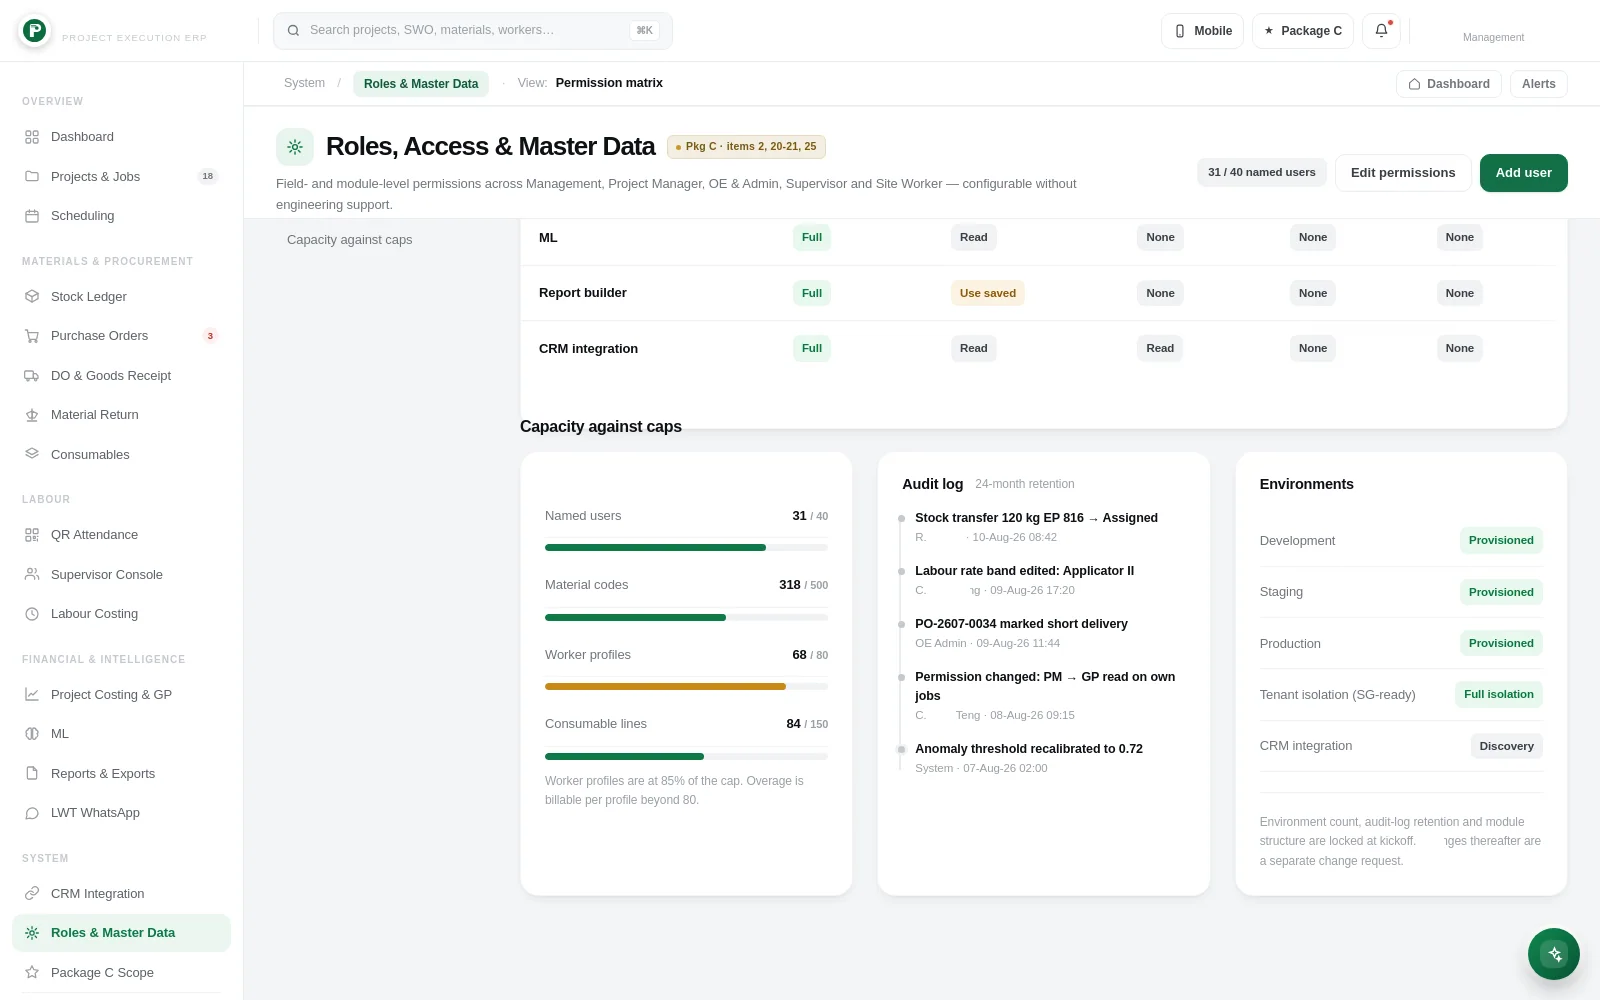 PROJECT EXECUTION ERP
Search projects, SWO, materials, workers…
⌘K
Mobile
★ Package C
Management
System / Roles & Master Data · View: Permission matrix
Dashboard
Alerts
OVERVIEW
Dashboard
Projects & Jobs 18
Scheduling
MATERIALS & PROCUREMENT
Stock Ledger
Purchase Orders 3
DO & Goods Receipt
Material Return
Consumables
LABOUR
QR Attendance
Supervisor Console
Labour Costing
FINANCIAL & INTELLIGENCE
Project Costing & GP
ML
Reports & Exports
LWT WhatsApp
SYSTEM
CRM Integration
Roles & Master Data
Package C Scope
Roles, Access & Master Data
Pkg C · items 2, 20-21, 25
Field- and module-level permissions across Management, Project Manager, OE & Admin, Supervisor and Site Worker — configurable without
engineering support.
31 / 40 named users
Edit permissions
Add user
Capacity against caps
ML Full Read None None None
Report builder Full Use saved None None None
CRM integration Full Read Read None None
Capacity against caps
Named users 31 / 40
Material codes 318 / 500
Worker profiles 68 / 80
Consumable lines 84 / 150
Worker profiles are at 85% of the cap. Overage is
billable per profile beyond 80.
Audit log 24-month retention
Stock transfer 120 kg EP 816 → Assigned
R. · 10-Aug-26 08:42
Labour rate band edited: Applicator II
C. ng · 09-Aug-26 17:20
PO-2607-0034 marked short delivery
OE Admin · 09-Aug-26 11:44
Permission changed: PM → GP read on own
jobs
C. Teng · 08-Aug-26 09:15
Anomaly threshold recalibrated to 0.72
System · 07-Aug-26 02:00
Environments
Development Provisioned
Staging Provisioned
Production Provisioned
Tenant isolation (SG-ready) Full isolation
CRM integration Discovery
Environment count, audit-log retention and module
structure are locked at kickoff. nges thereafter are
a separate change request.